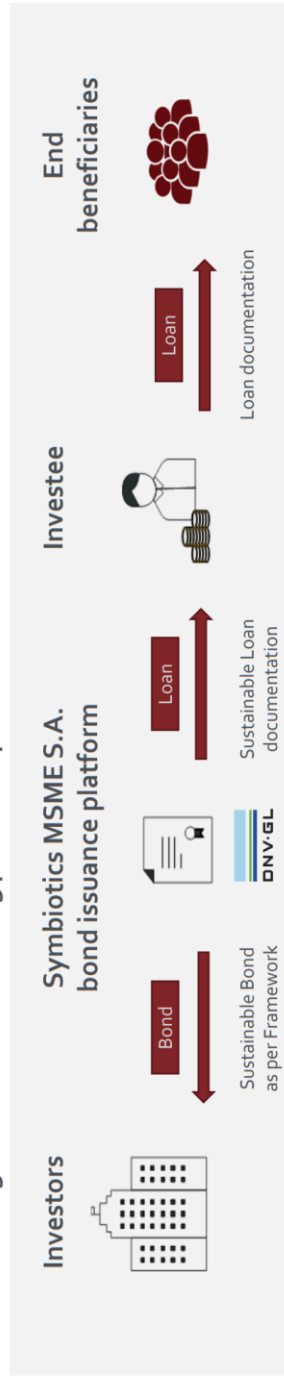 Investors
Symbiotics MSME S.A.
bond issuance platform
Investee
End
beneficiaries
Bond
Loan
Loan
Sustainable Bond
as per Framework
DNV·GL
Sustainable Loan
documentation
Loan documentation